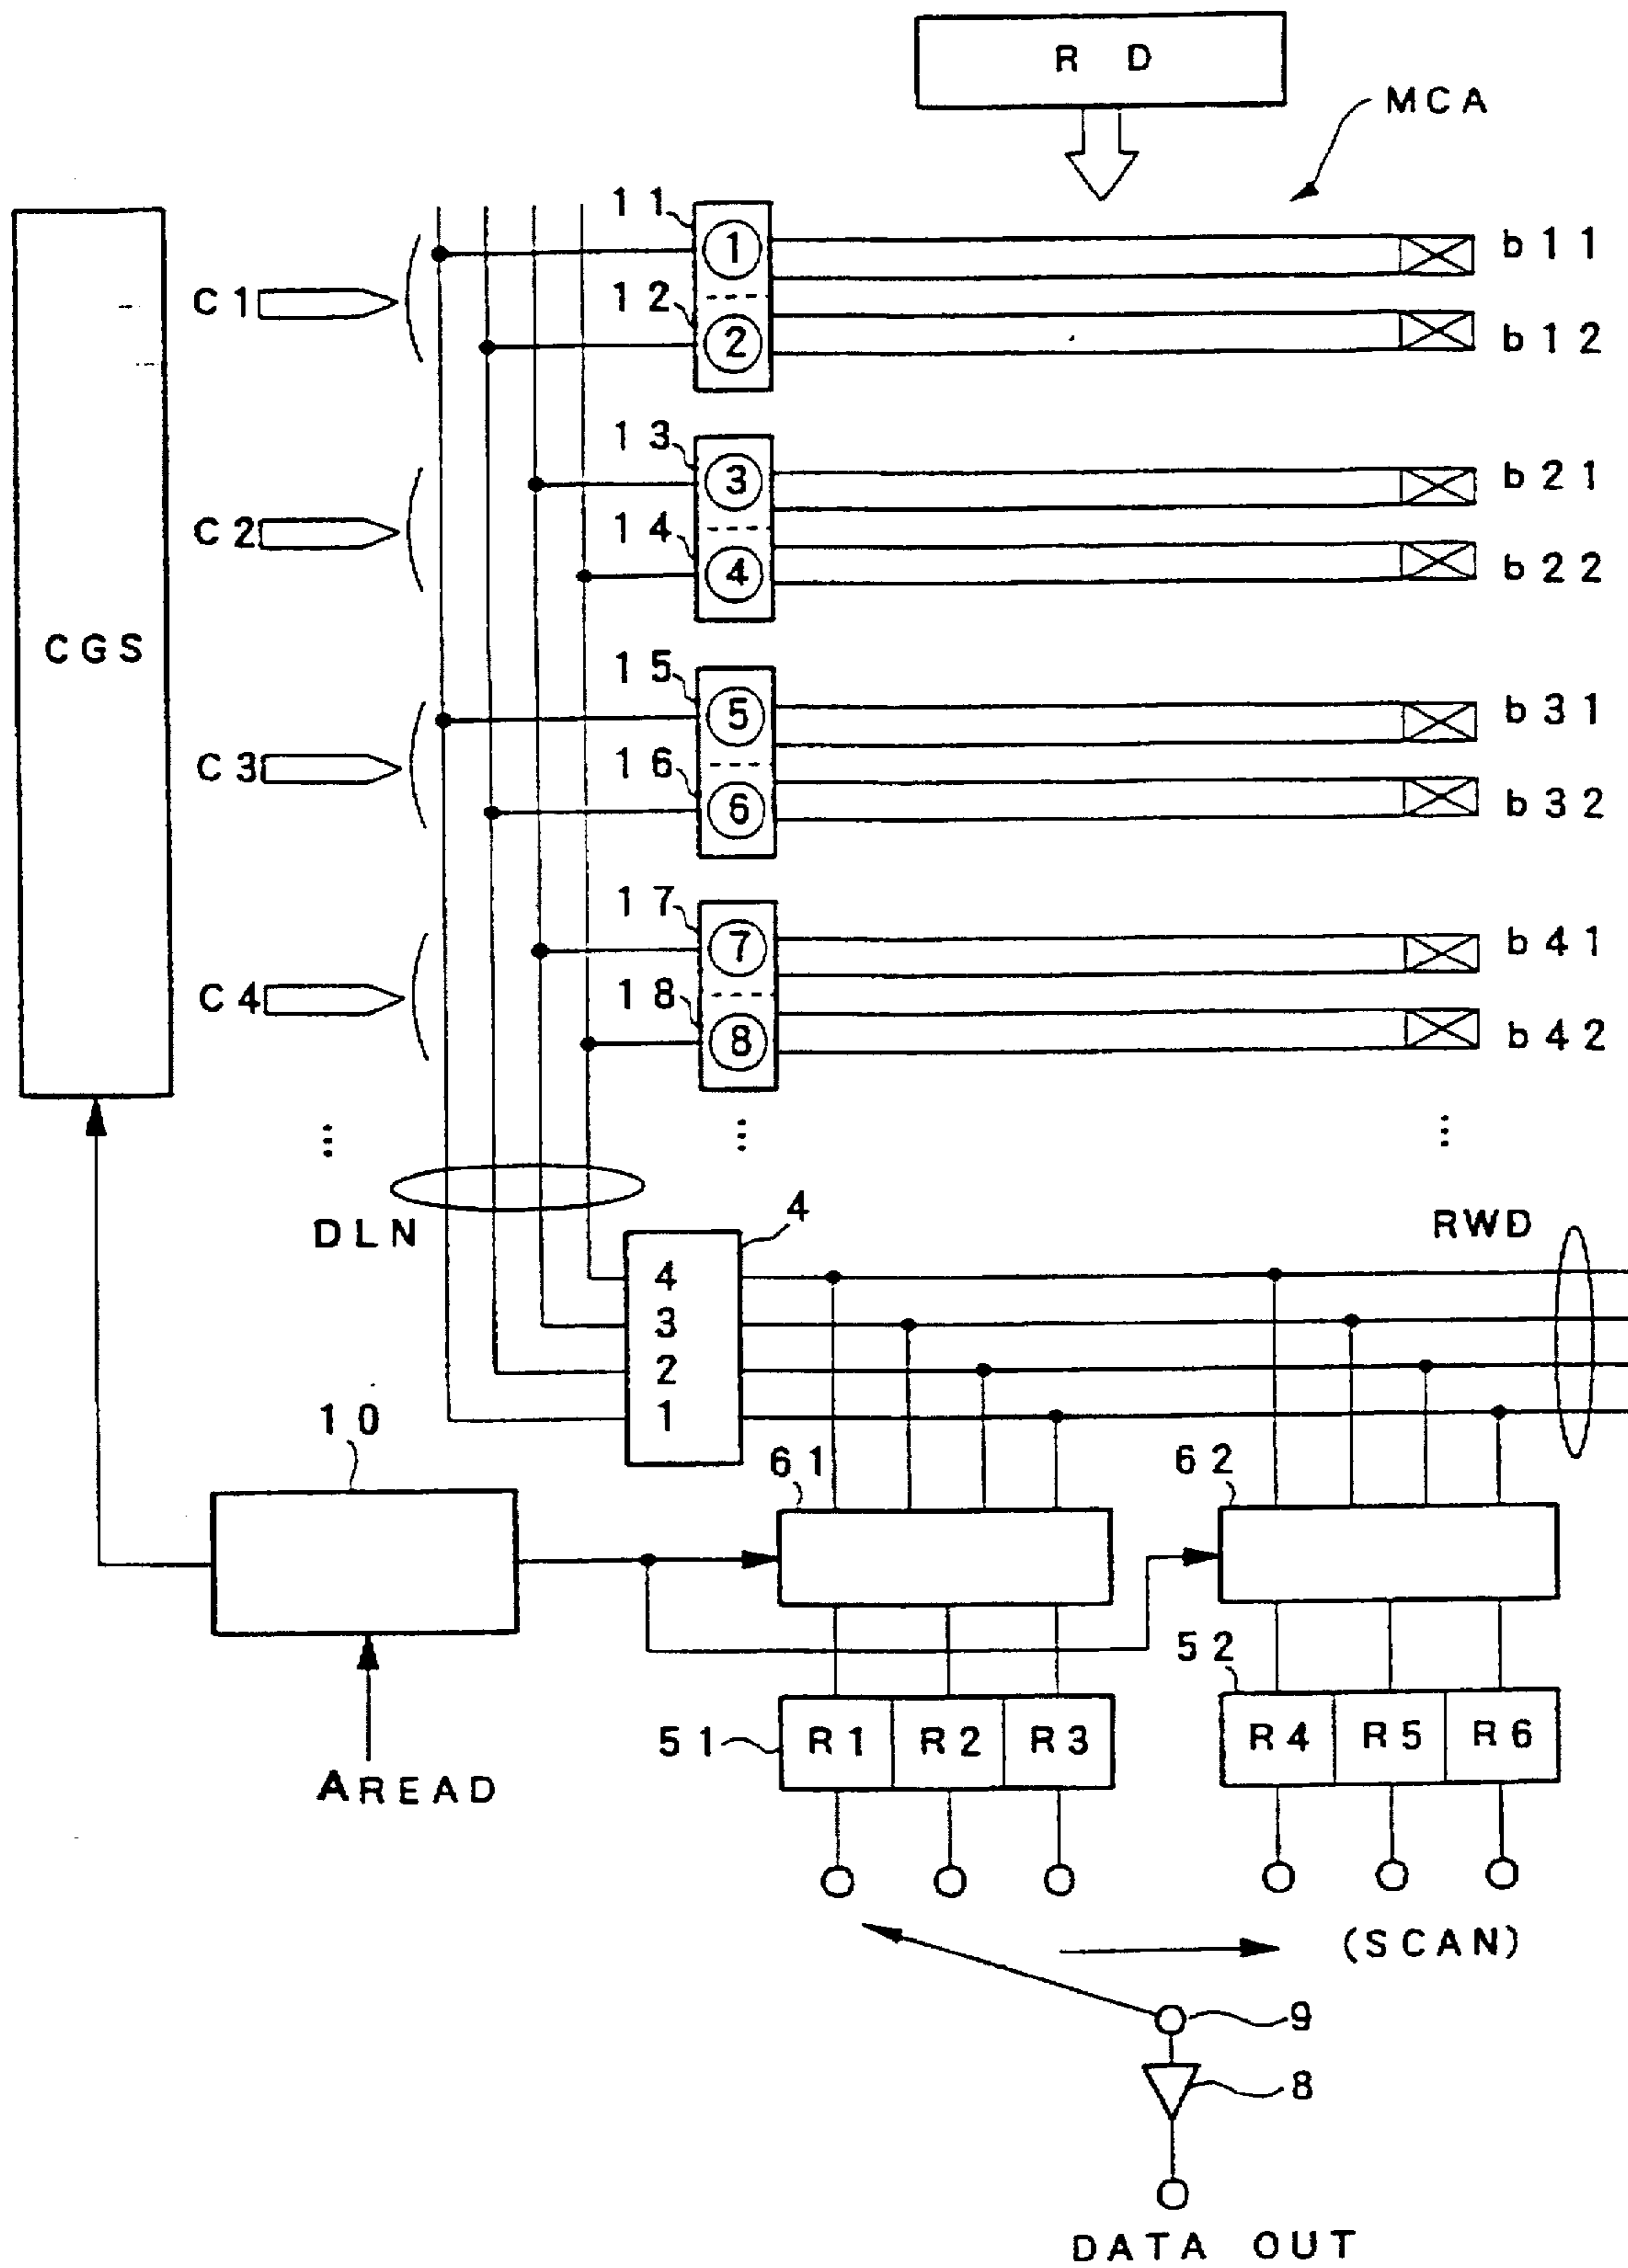 R D
MCA
11
1
b11
C1
12
2
b12
13
3
b21
C2
14
4
b22
CGS
15
5
b31
C3
16
6
b32
17
7
b41
C4
18
8
b42
...
...
...
DLN
4
RWD
4
3
2
1
10
61
62
52
51
R1 R2 R3
R4 R5 R6
AREAD
(SCAN)
9
8
DATA OUT